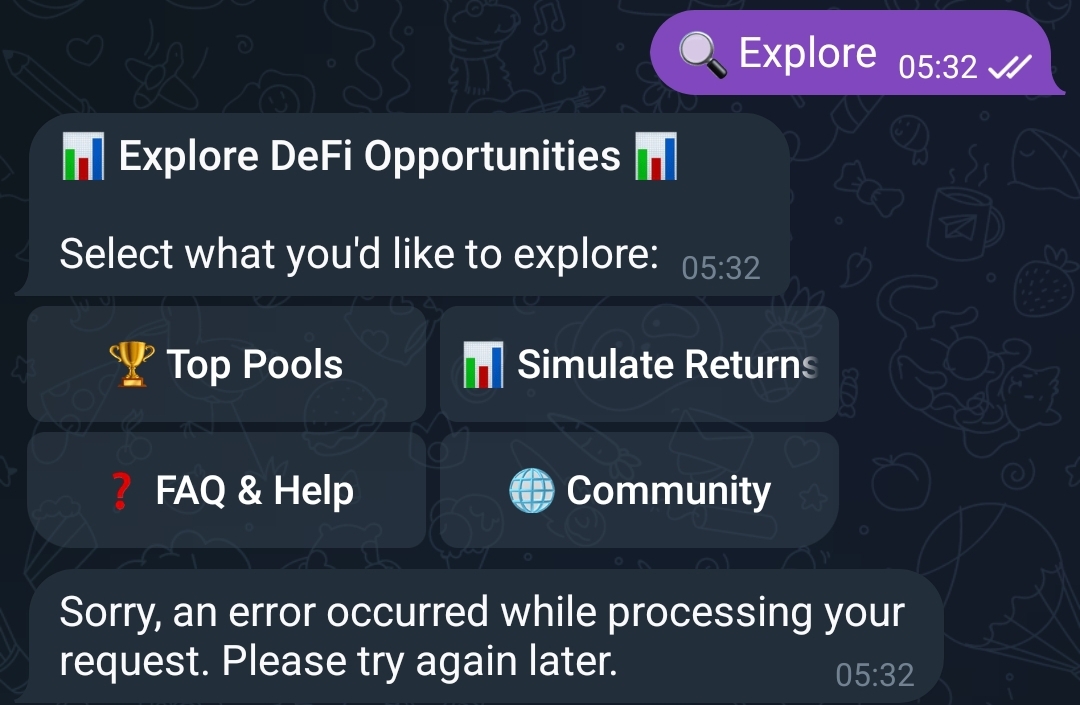 🔍 Explore 05:32
📊 Explore DeFi Opportunities 📊
Select what you'd like to explore: 05:32
🏆 Top Pools
📊 Simulate Returns
❓ FAQ & Help
🌐 Community
Sorry, an error occurred while processing your
request. Please try again later. 05:32